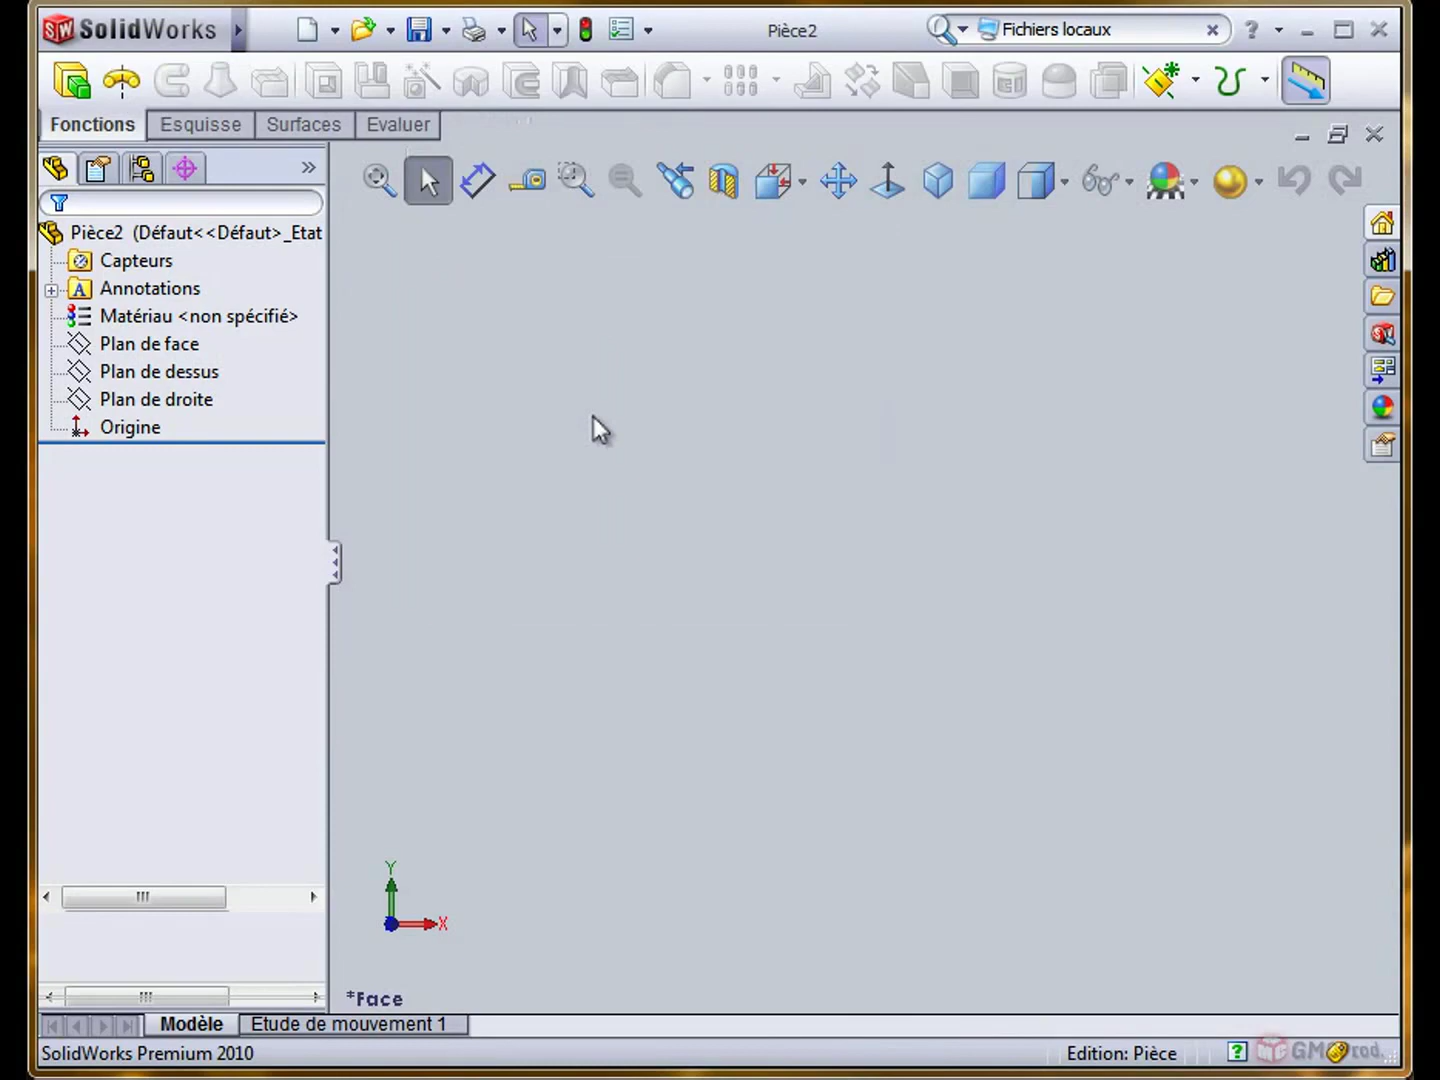 SolidWorks
Pièce2
Fichiers locaux
Fonctions
Esquisse
Surfaces
Evaluer
Pièce2 (Défaut<<Défaut>_Etat
Capteurs
Annotations
Matériau <non spécifié>
Plan de face
Plan de dessus
Plan de droite
Origine
Y
X
*Face
Modèle
Etude de mouvement 1
SolidWorks Premium 2010
Edition: Pièce